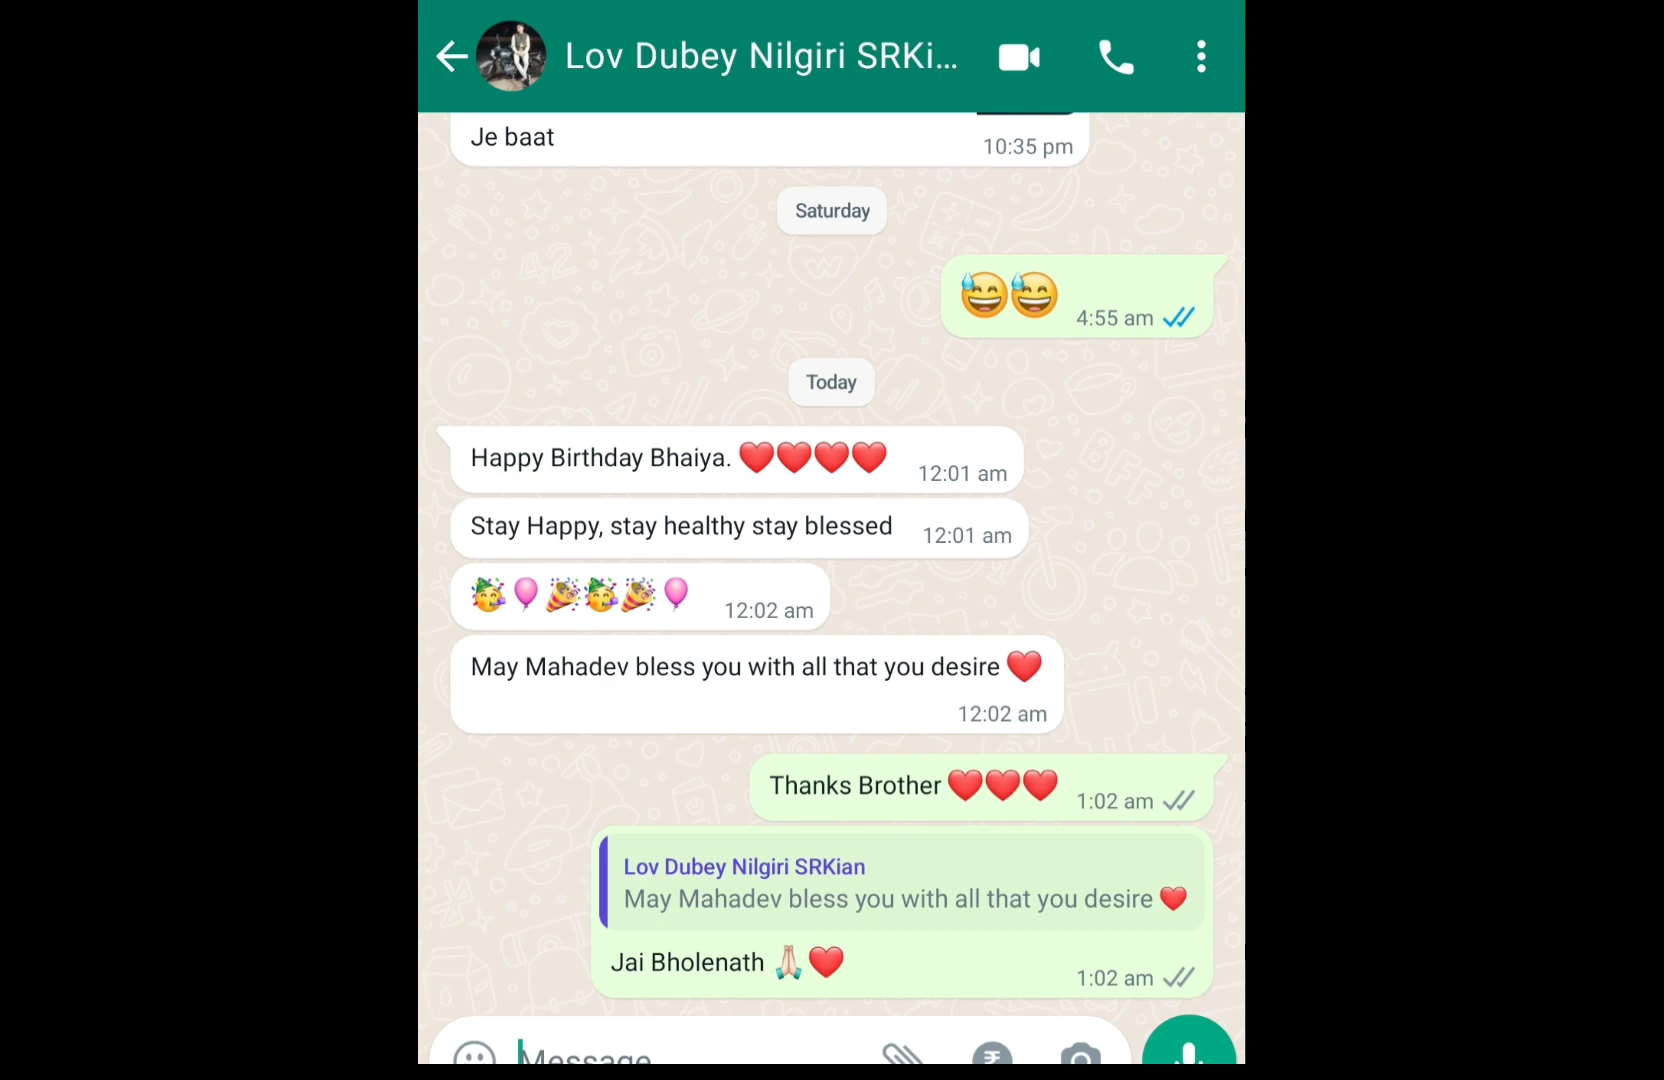 Lov Dubey Nilgiri SRKi...
Je baat
10:35 pm
Saturday
😅😅
4:55 am
Today
Happy Birthday Bhaiya. ❤️❤️❤️❤️
12:01 am
Stay Happy, stay healthy stay blessed
12:01 am
🥳🎈🎉🥳🎉🎈
12:02 am
May Mahadev bless you with all that you desire ❤️
12:02 am
Thanks Brother ❤️❤️❤️
1:02 am
Lov Dubey Nilgiri SRKian
May Mahadev bless you with all that you desire ❤️
Jai Bholenath 🙏🏻❤️
1:02 am
Message